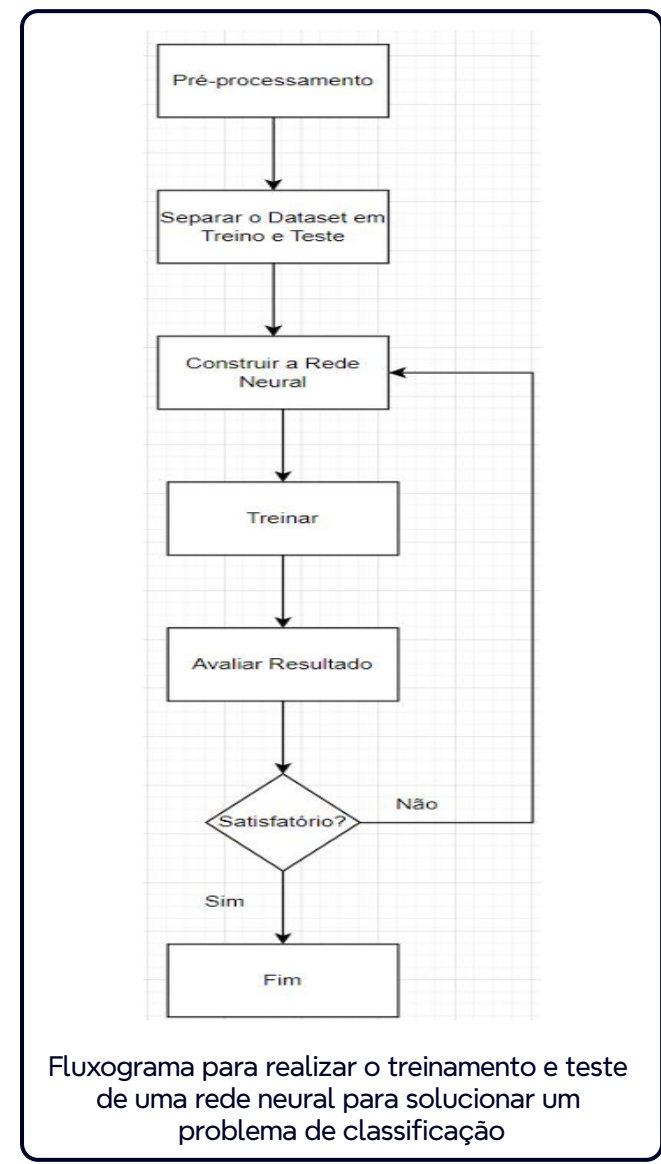 Pré-processamento
Separar o Dataset em
Treino e Teste
Construir a Rede
Neural
Treinar
Avaliar Resultado
Satisfatório?
Não
Sim
Fim
Fluxograma para realizar o treinamento e teste
de uma rede neural para solucionar um
problema de classificação